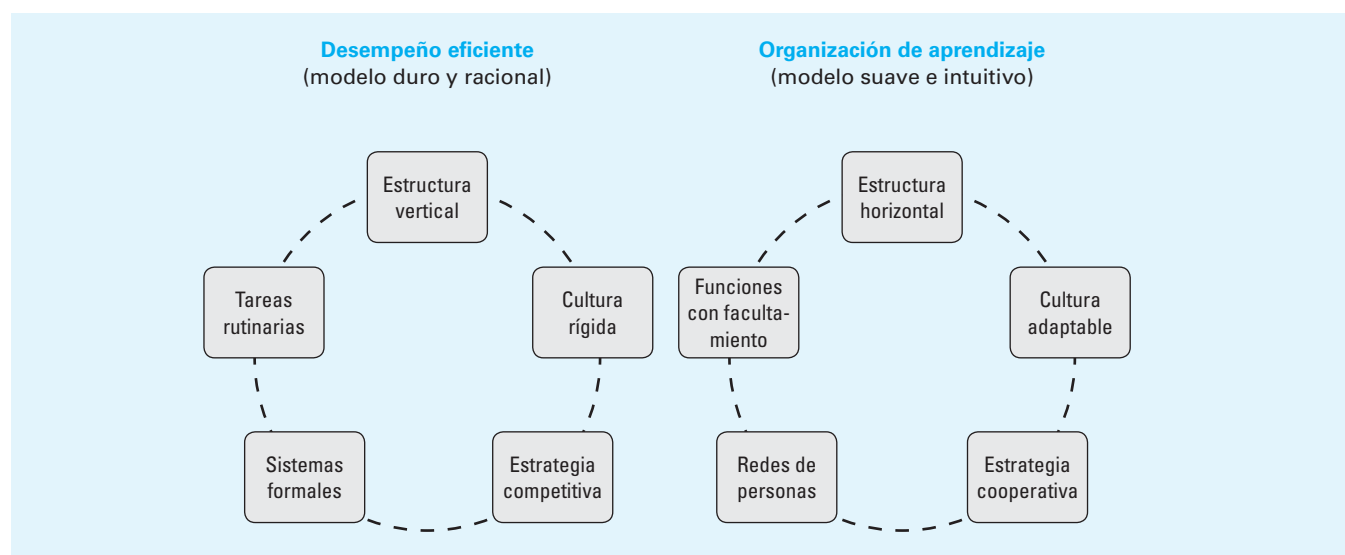 Desempeño eficiente
(modelo duro y racional)
Estructura
vertical
Tareas
rutinarias
Cultura
rígida
Sistemas
formales
Estrategia
competitiva
Organización de aprendizaje
(modelo suave e intuitivo)
Estructura
horizontal
Funciones
con faculta-
miento
Cultura
adaptable
Redes de
personas
Estrategia
cooperativa